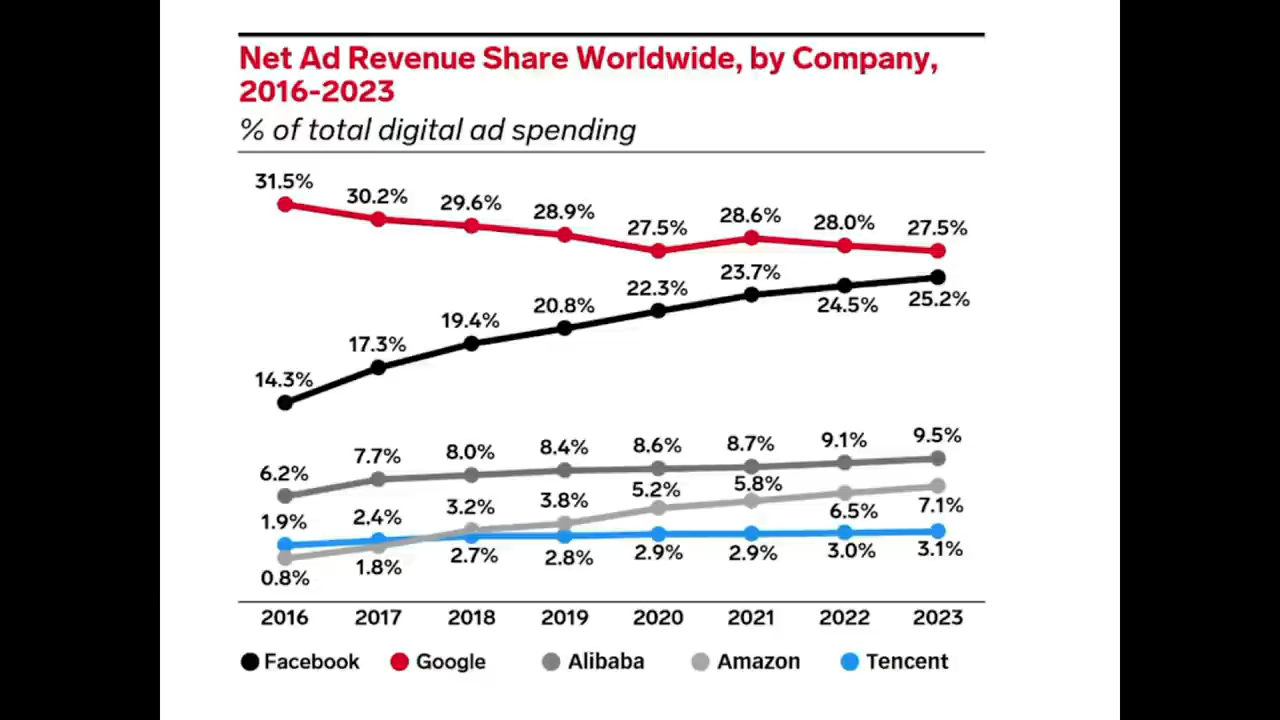 Net Ad Revenue Share Worldwide, by Company,
2016-2023
% of total digital ad spending
31.5% 30.2% 29.6% 28.9% 27.5% 28.6% 28.0% 27.5%
14.3% 17.3% 19.4% 20.8% 22.3% 23.7% 24.5% 25.2%
6.2% 7.7% 8.0% 8.4% 8.6% 8.7% 9.1% 9.5%
1.9% 2.4% 3.2% 3.8% 5.2% 5.8% 6.5% 7.1%
0.8% 1.8% 2.7% 2.8% 2.9% 2.9% 3.0% 3.1%
2016 2017 2018 2019 2020 2021 2022 2023
Facebook Google Alibaba Amazon Tencent